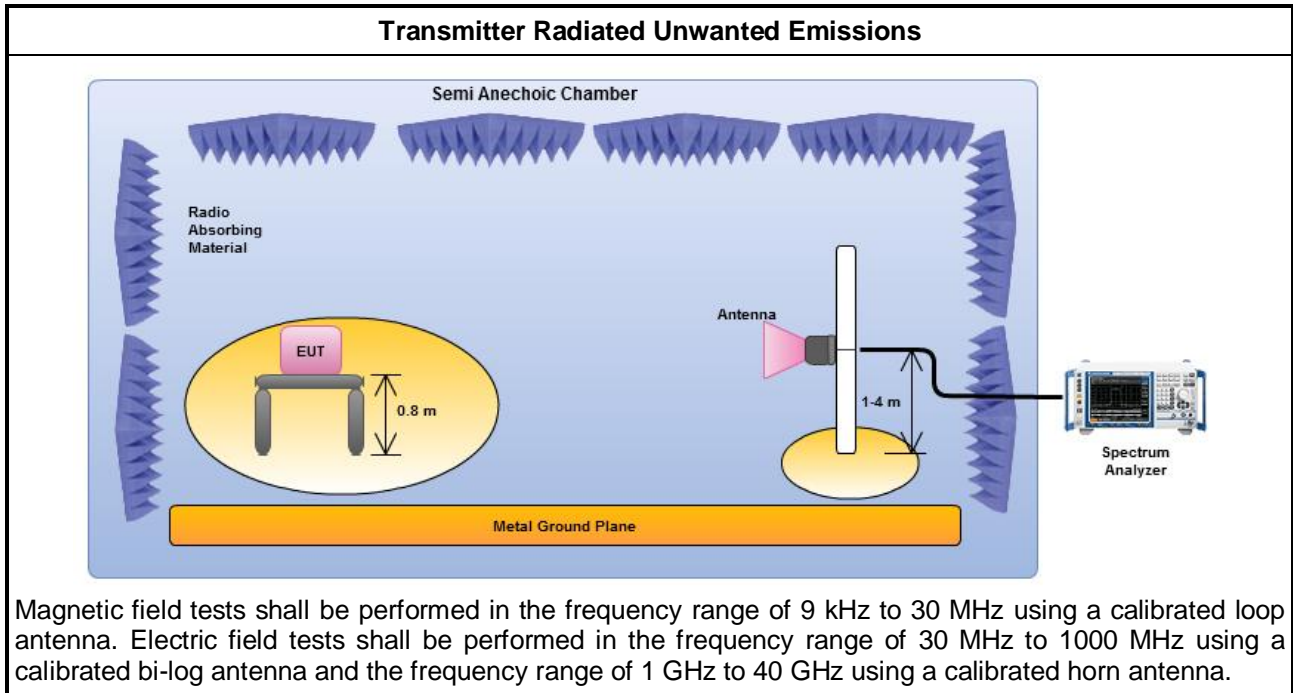 Transmitter Radiated Unwanted Emissions
Semi Anechoic Chamber
Radio
Absorbing
Material
Antenna
EUT
0.8 m
1-4 m
Spectrum
Analyzer
Metal Ground Plane
Magnetic field tests shall be performed in the frequency range of 9 kHz to 30 MHz using a calibrated loop
antenna. Electric field tests shall be performed in the frequency range of 30 MHz to 1000 MHz using a
calibrated bi-log antenna and the frequency range of 1 GHz to 40 GHz using a calibrated horn antenna.